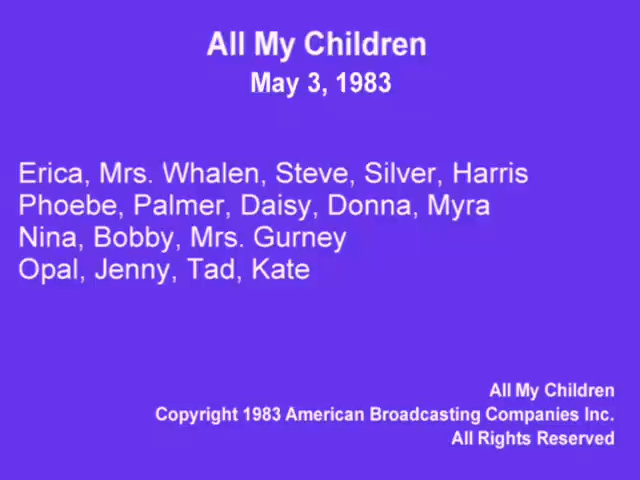 All My Children
May 3, 1983
Erica, Mrs. Whalen, Steve, Silver, Harris
Phoebe, Palmer, Daisy, Donna, Myra
Nina, Bobby, Mrs. Gurney
Opal, Jenny, Tad, Kate
All My Children
Copyright 1983 American Broadcasting Companies Inc.
All Rights Reserved